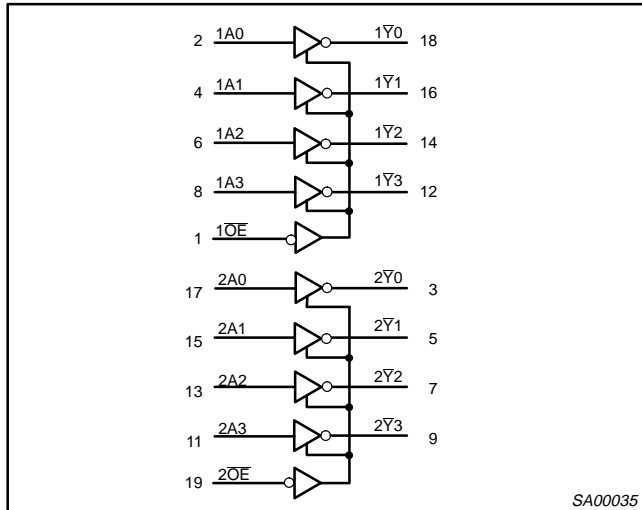 2 1A0 1Y̅0 18
4 1A1 1Y̅1 16
6 1A2 1Y̅2 14
8 1A3 1Y̅3 12
1 1O̅E̅
17 2A0 2Y̅0 3
15 2A1 2Y̅1 5
13 2A2 2Y̅2 7
11 2A3 2Y̅3 9
19 2O̅E̅
SA00035